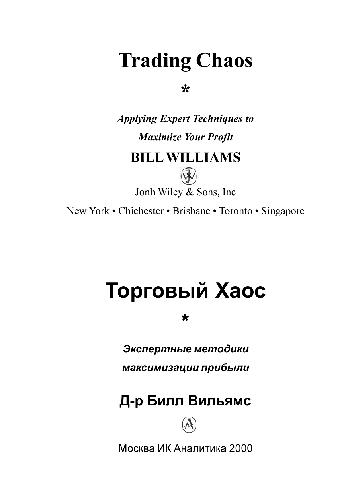 Trading Chaos
*
Applying Expert Techniques to
Maximize Your Profit
BILL WILLIAMS
Jonh Wiley & Sons, Inc
New York • Chichester • Brisbane • Toronto • Singapore
Торговый Хаос
*
Экспертные методики
максимизации прибыли
Д-р Билл Вильямс
Москва ИК Аналитика 2000